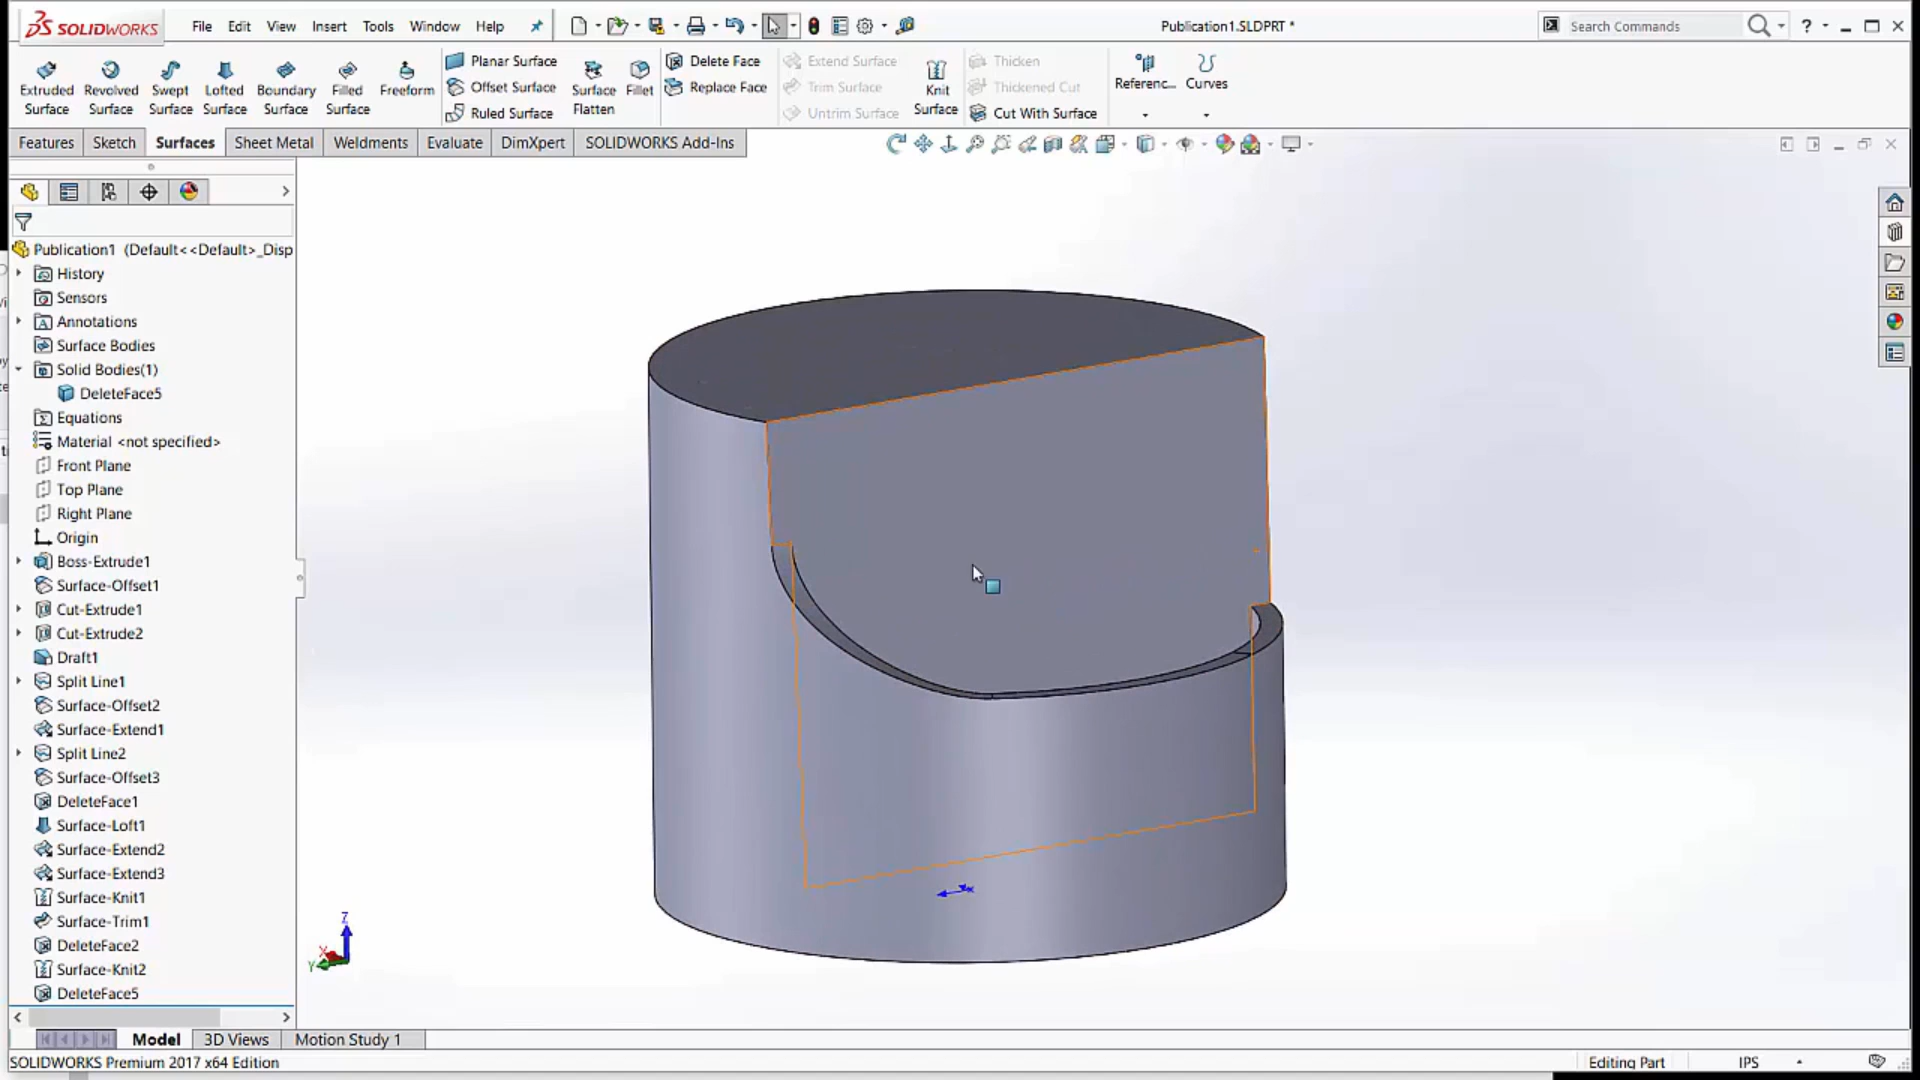 SOLIDWORKS File Edit View Insert Tools Window Help Publication1.SLDPRT * Search Commands ?
Extruded Surface
Revolved Surface
Swept Surface
Lofted Surface
Boundary Surface
Filled Surface
Freeform
Planar Surface
Offset Surface
Ruled Surface
Surface Flatten
Fillet
Delete Face
Replace Face
Extend Surface
Trim Surface
Untrim Surface
Knit Surface
Thicken
Thickened Cut
Cut With Surface
Referenc...
Curves
Features Sketch Surfaces Sheet Metal Weldments Evaluate DimXpert SOLIDWORKS Add-Ins
Publication1 (Default<<Default>_Disp
History
Sensors
Annotations
Surface Bodies
Solid Bodies(1)
DeleteFace5
Equations
Material <not specified>
Front Plane
Top Plane
Right Plane
Origin
Boss-Extrude1
Surface-Offset1
Cut-Extrude1
Cut-Extrude2
Draft1
Split Line1
Surface-Offset2
Surface-Extend1
Split Line2
Surface-Offset3
DeleteFace1
Surface-Loft1
Surface-Extend2
Surface-Extend3
Surface-Knit1
Surface-Trim1
DeleteFace2
Surface-Knit2
DeleteFace5
Z
X
Y
Model 3D Views Motion Study 1
SOLIDWORKS Premium 2017 x64 Edition Editing Part IPS